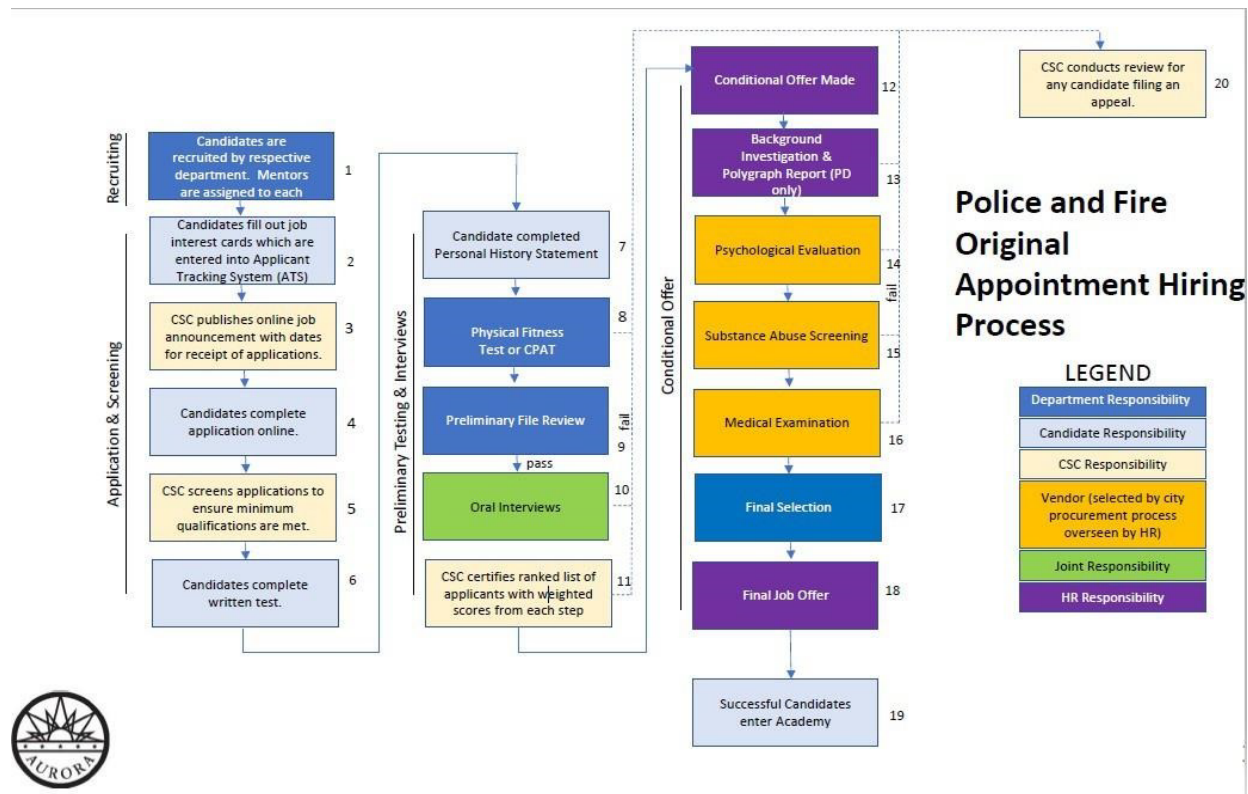 Recruiting
Candidates are
recruited by respective
department. Mentors
are assigned to each
1
Application & Screening
Candidates fill out job
interest cards which are
entered into Applicant
Tracking System (ATS)
2
CSC publishes online job
announcement with dates
for receipt of applications.
3
Candidates complete
application online.
4
CSC screens applications to
ensure minimum
qualifications are met.
5
Candidates complete
written test.
6
Preliminary Testing & Interviews
Candidate completed
Personal History Statement
7
Physical Fitness
Test or CPAT
8
Preliminary File Review
9
fail
pass
Oral Interviews
10
CSC certifies ranked list of
applicants with weighted
scores from each step
11
Conditional Offer
Conditional Offer Made
12
Background
Investigation &
Polygraph Report (PD
only)
13
Psychological Evaluation
14
fail
Substance Abuse Screening
15
Medical Examination
16
Final Selection
17
Final Job Offer
18
Successful Candidates
enter Academy
19
CSC conducts review for
any candidate filing an
appeal.
20
Police and Fire
Original
Appointment Hiring
Process
LEGEND
Department Responsibility
Candidate Responsibility
CSC Responsibility
Vendor (selected by city
procurement process
overseen by HR)
Joint Responsibility
HR Responsibility
AURORA